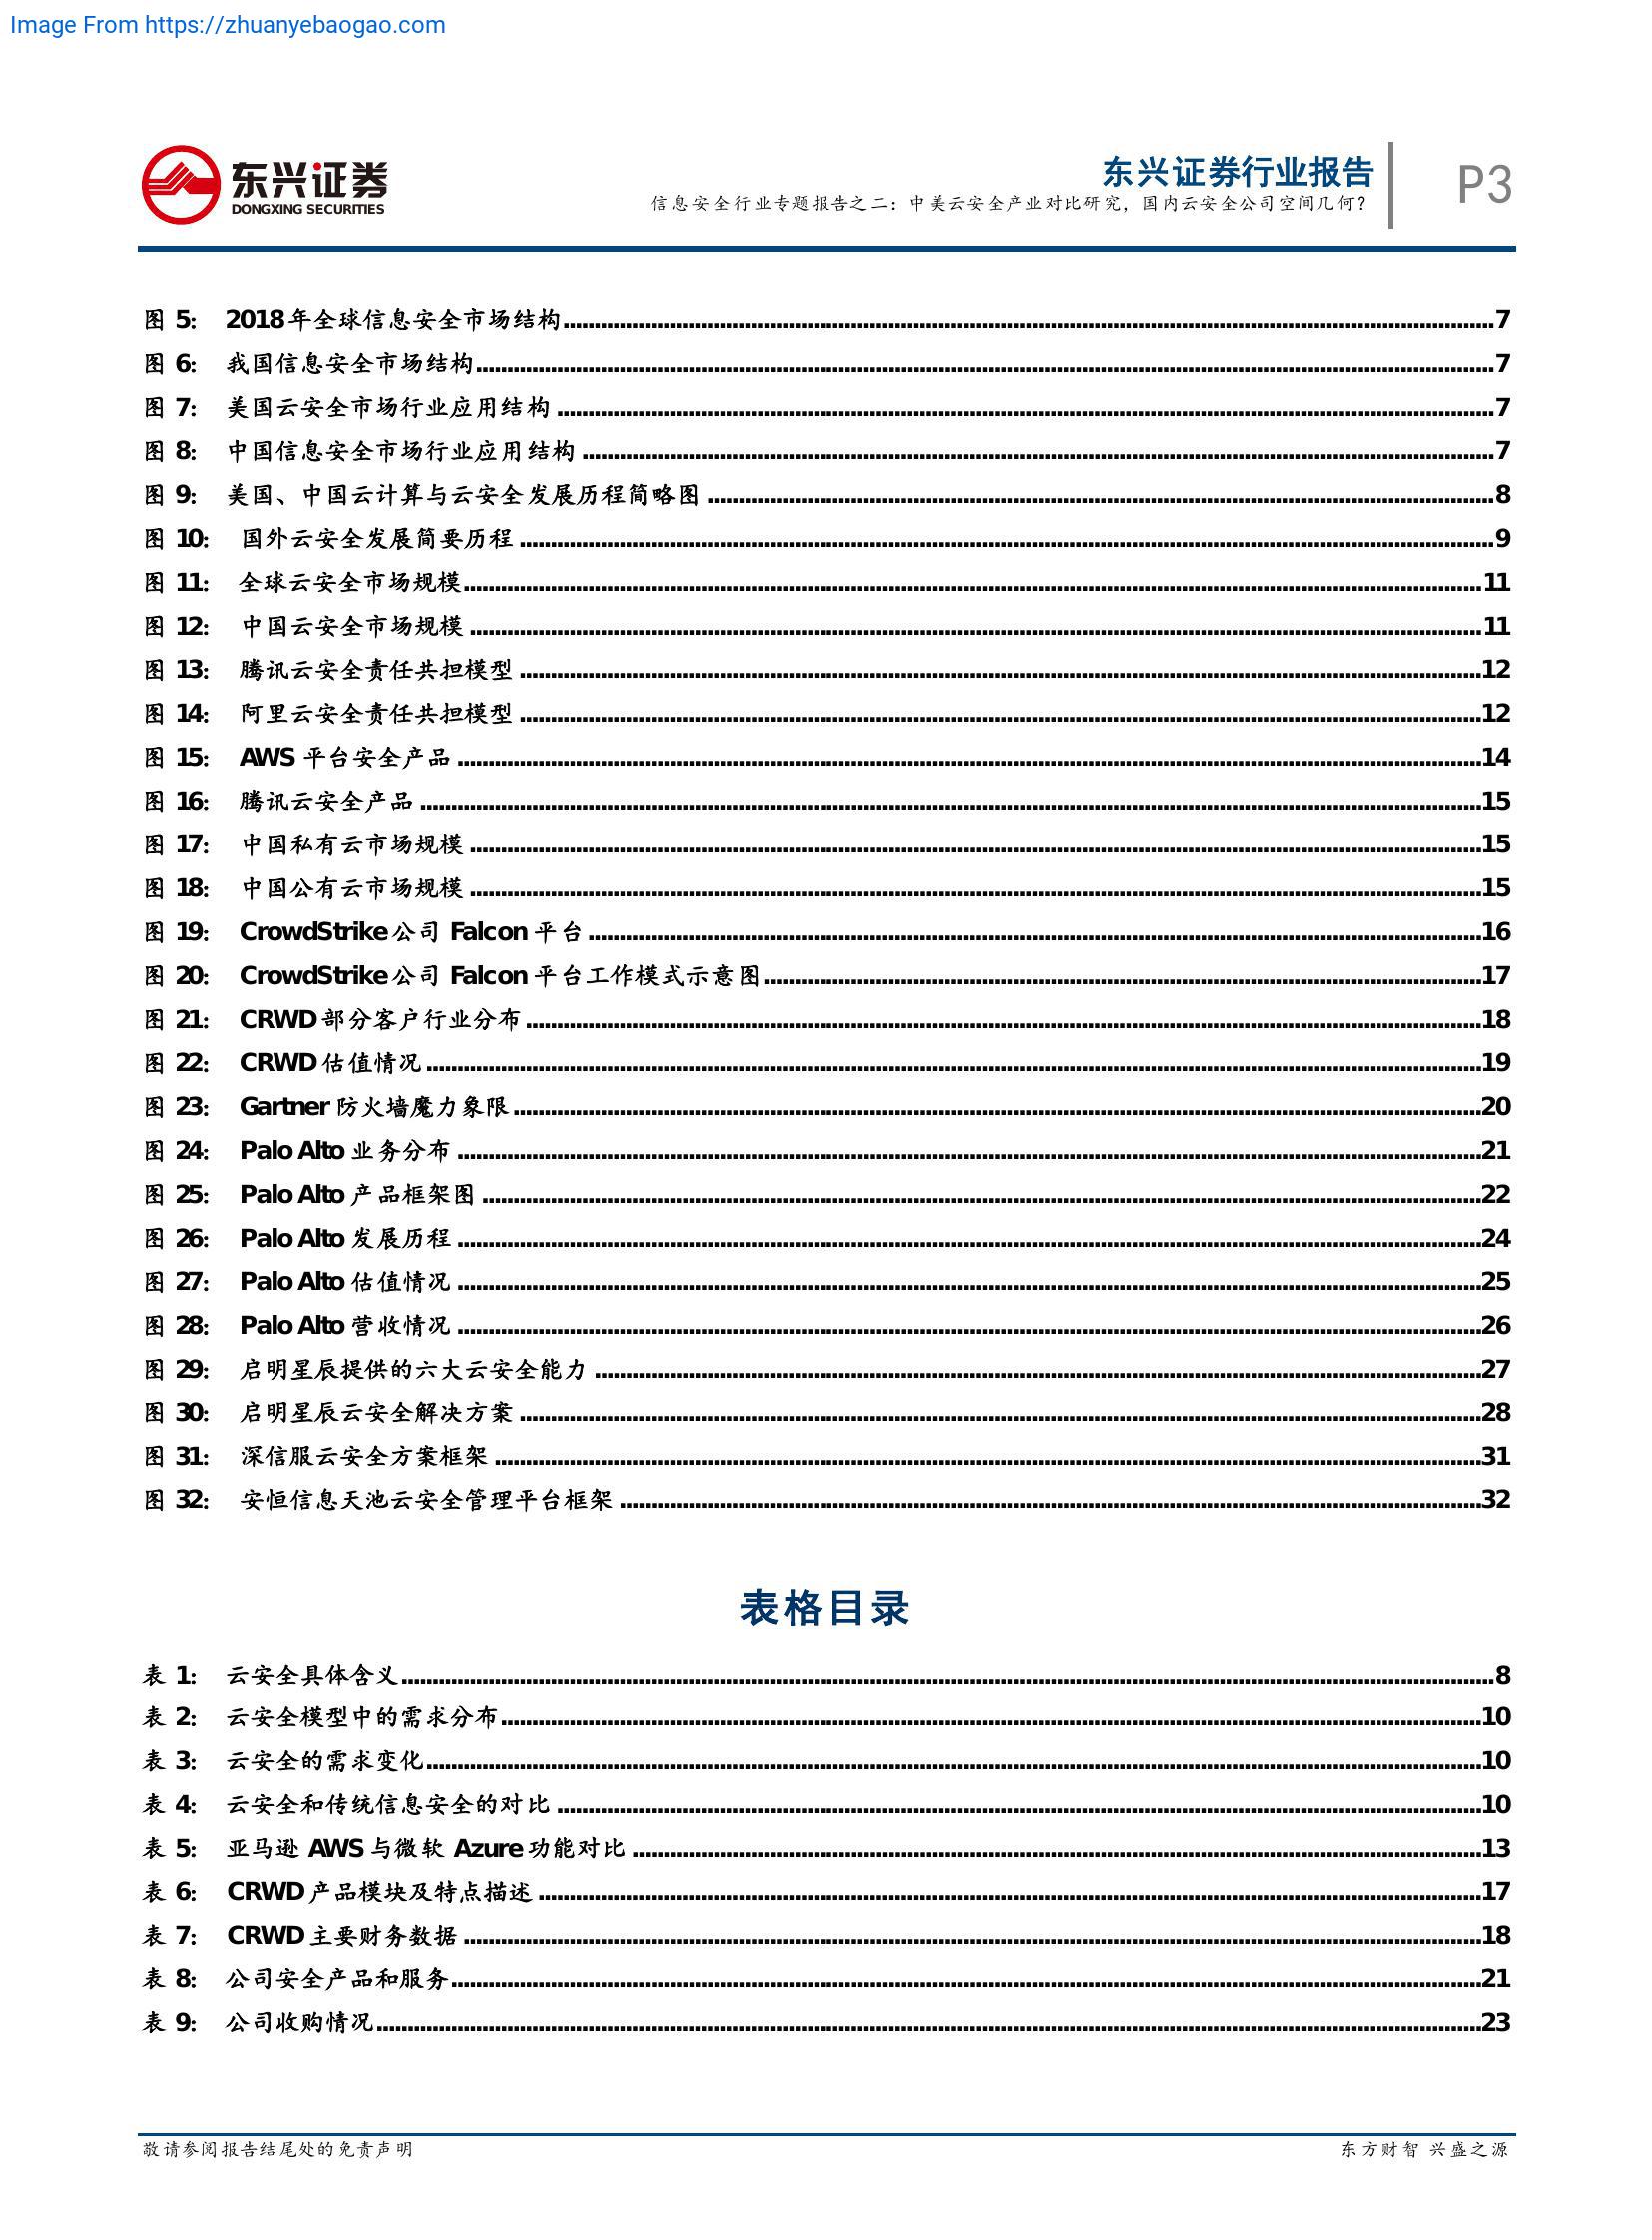 Image From https://zhuanyebaogao.com
东兴证券
DONGXING SECURITIES
东兴证券行业报告
信息安全行业专题报告之二：中美云安全产业对比研究，国内云安全公司空间几何？
P3
图 5: 2018年全球信息安全市场结构 7
图 6: 我国信息安全市场结构 7
图 7: 美国云安全市场行业应用结构 7
图 8: 中国信息安全市场行业应用结构 7
图 9: 美国、中国云计算与云安全发展历程简略图 8
图 10: 国外云安全发展简要历程 9
图 11: 全球云安全市场规模 11
图 12: 中国云安全市场规模 11
图 13: 腾讯云安全责任共担模型 12
图 14: 阿里云安全责任共担模型 12
图 15: AWS 平台安全产品 14
图 16: 腾讯云安全产品 15
图 17: 中国私有云市场规模 15
图 18: 中国公有云市场规模 15
图 19: CrowdStrike公司 Falcon 平台 16
图 20: CrowdStrike公司 Falcon 平台工作模式示意图 17
图 21: CRWD部分客户行业分布 18
图 22: CRWD估值情况 19
图 23: Gartner 防火墙魔力象限 20
图 24: Palo Alto 业务分布 21
图 25: Palo Alto 产品框架图 22
图 26: Palo Alto 发展历程 24
图 27: Palo Alto 估值情况 25
图 28: Palo Alto 营收情况 26
图 29: 启明星辰提供的六大云安全能力 27
图 30: 启明星辰云安全解决方案 28
图 31: 深信服云安全方案框架 31
图 32: 安恒信息天池云安全管理平台框架 32
表格目录
表 1: 云安全具体含义 8
表 2: 云安全模型中的需求分布 10
表 3: 云安全的需求变化 10
表 4: 云安全和传统信息安全的对比 10
表 5: 亚马逊 AWS与微软 Azure功能对比 13
表 6: CRWD产品模块及特点描述 17
表 7: CRWD主要财务数据 18
表 8: 公司安全产品和服务 21
表 9: 公司收购情况 23
敬请参阅报告结尾处的免责声明
东方财智 兴盛之源